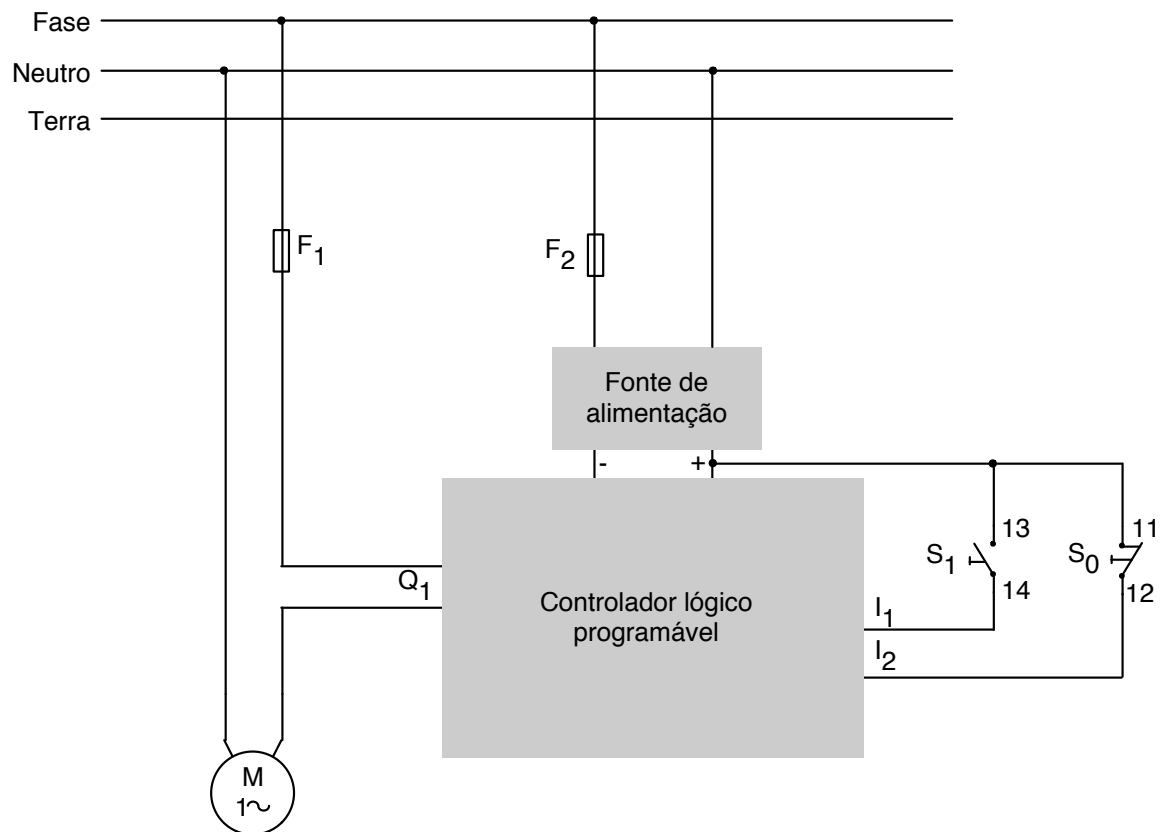 Fase
Neutro
Terra
F1
F2
Fonte de
alimentação
-
+
13
S1
14
11
S0
12
Q1
Controlador lógico
programável
I1
I2
M
1~